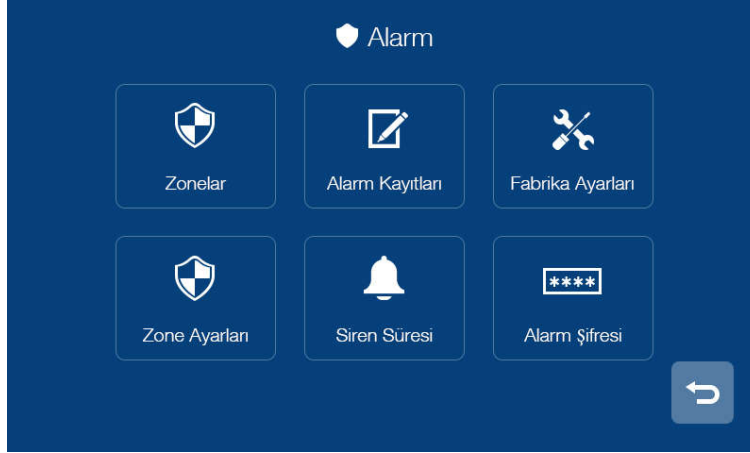 Alarm
Zonelar
Alarm Kayıtları
Fabrika Ayarları
Zone Ayarları
Siren Süresi
****
Alarm Şifresi